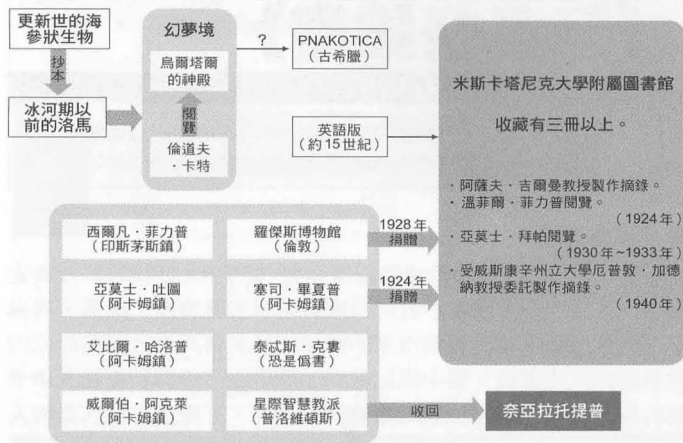 更新世的海
參狀生物
抄本
冰河期以
前的洛馬
幻夢境
烏爾塔爾
的神殿
閱覽
倫道夫
・卡特
?
PNAKOTICA
（古希臘）
英語版
（約15世紀）
米斯卡塔尼克大學附屬圖書館
收藏有三冊以上。
・阿薩夫・吉爾曼教授製作摘錄。
・溫菲爾・菲力普閱覽。
（1924年）
・亞莫士・拜帕閱覽。
（1930年~1933年）
・受威斯康辛州立大學厄普敦・加德
納教授委託製作摘錄。
（1940年）
西爾凡・菲力普
（印斯茅斯鎮）
羅傑斯博物館
（倫敦）
1928年
捐贈
亞莫士・吐圖
（阿卡姆鎮）
塞司・畢夏普
（阿卡姆鎮）
1924年
捐贈
艾比爾・哈洛普
（阿卡姆鎮）
泰忒斯・克婁
（恐是偽書）
威爾伯・阿克萊
（阿卡姆鎮）
星際智慧教派
（普洛維頓斯）
收回
奈亞拉托提普